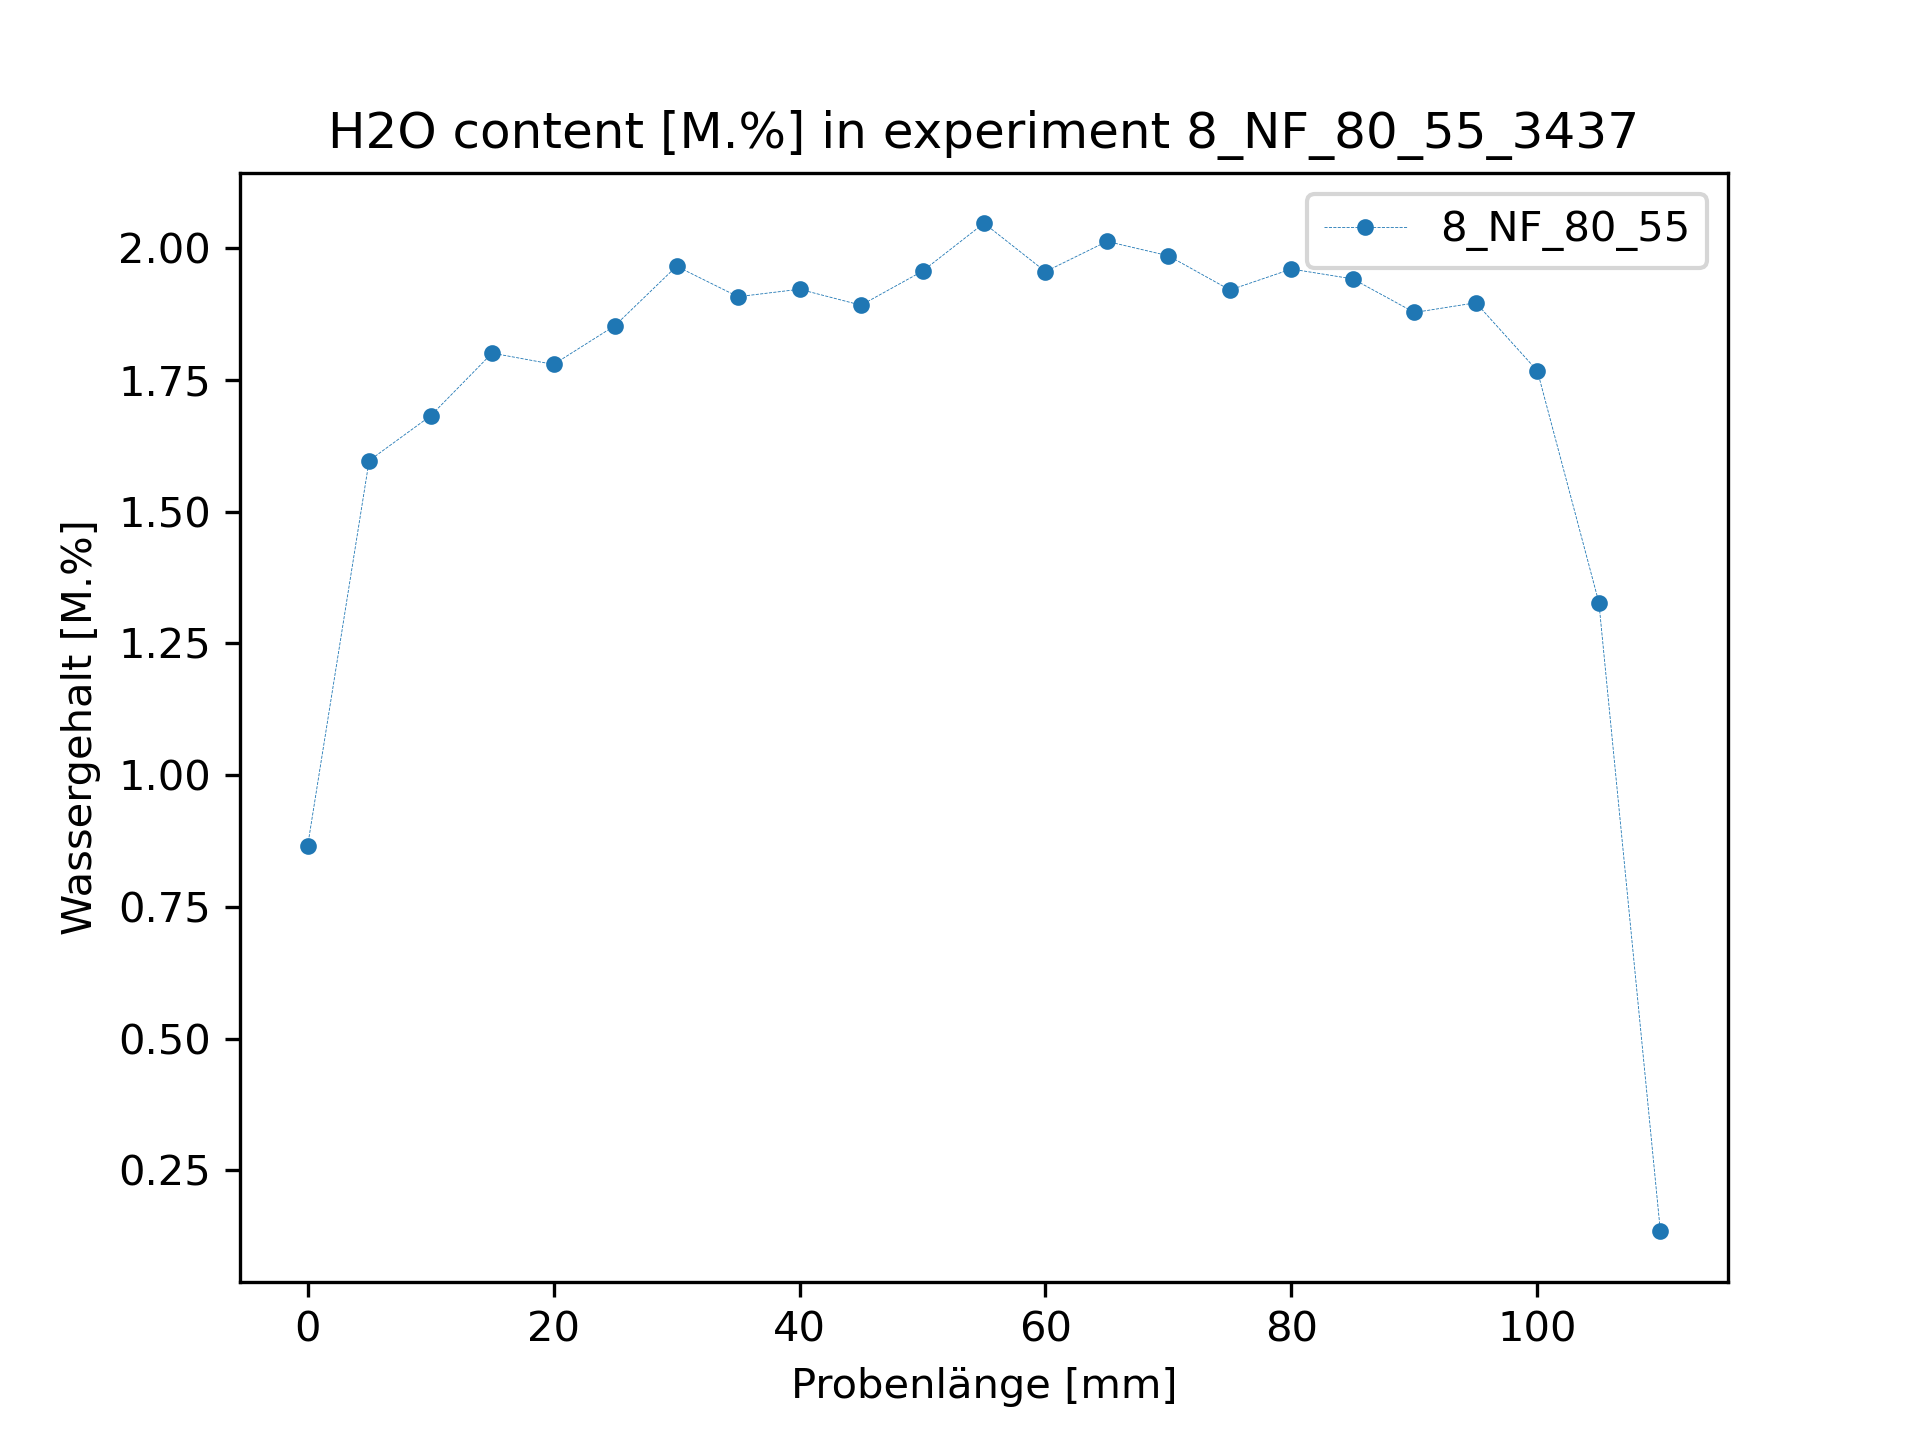 H2O content [M.%] in experiment 8_NF_80_55_3437
8_NF_80_55
2.00
1.75
1.50
1.25
1.00
0.75
0.50
0.25
Wassergehalt [M.%]
0 20 40 60 80 100
Probenlänge [mm]